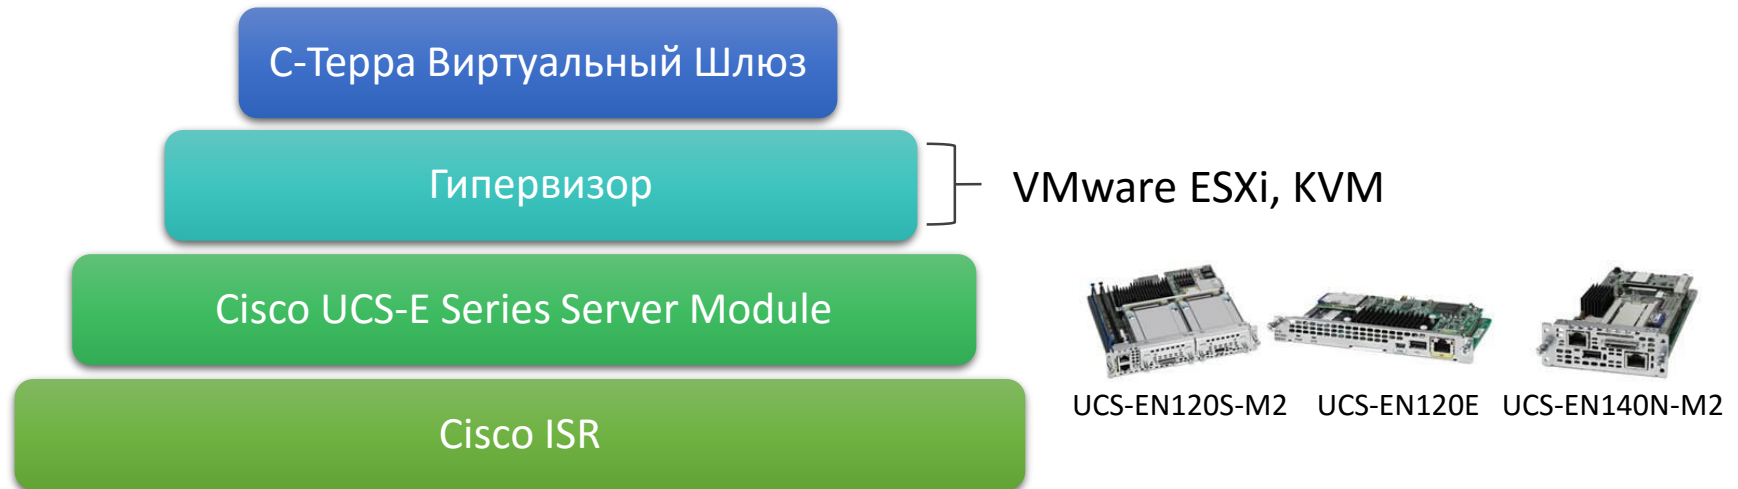 С-Терра Виртуальный Шлюз
Гипервизор
VMware ESXi, KVM
Cisco UCS-E Series Server Module
Cisco ISR
UCS-EN120S-M2
UCS-EN120E
UCS-EN140N-M2